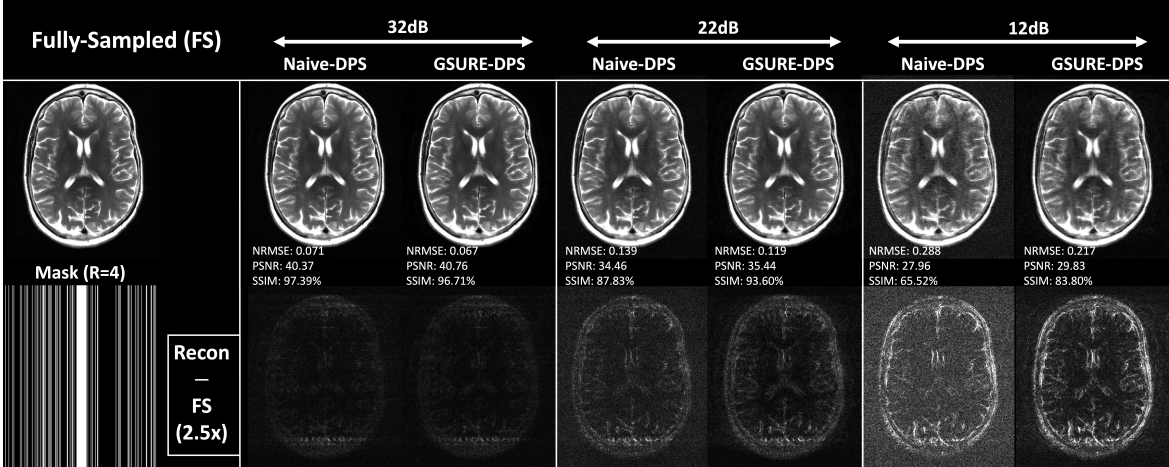 Fully-Sampled (FS)
32dB
22dB
12dB
Naive-DPS
GSURE-DPS
Naive-DPS
GSURE-DPS
Naive-DPS
GSURE-DPS
NRMSE: 0.071
PSNR: 40.37
SSIM: 97.39%
NRMSE: 0.067
PSNR: 40.76
SSIM: 96.71%
NRMSE: 0.139
PSNR: 34.46
SSIM: 87.83%
NRMSE: 0.119
PSNR: 35.44
SSIM: 93.60%
NRMSE: 0.288
PSNR: 27.96
SSIM: 65.52%
NRMSE: 0.217
PSNR: 29.83
SSIM: 83.80%
Mask (R=4)
Recon
–
FS
(2.5x)